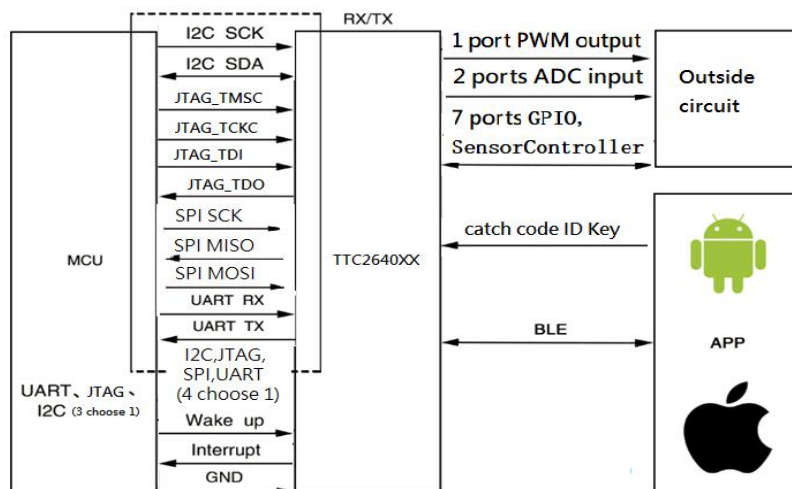 RX/TX
I2C SCK
I2C SDA
JTAG_TMSC
JTAG_TCKC
JTAG_TDI
JTAG_TDO
SPI SCK
SPI MISO
SPI MOSI
UART RX
UART TX
I2C,JTAG,
SPI,UART
(4 choose 1)
Wake up
Interrupt
GND
MCU
UART、JTAG、
I2C (3 choose 1)
TTC2640XX
1 port PWM output
2 ports ADC input
7 ports GPIO,
SensorController
Outside
circuit
catch code ID Key
BLE
APP